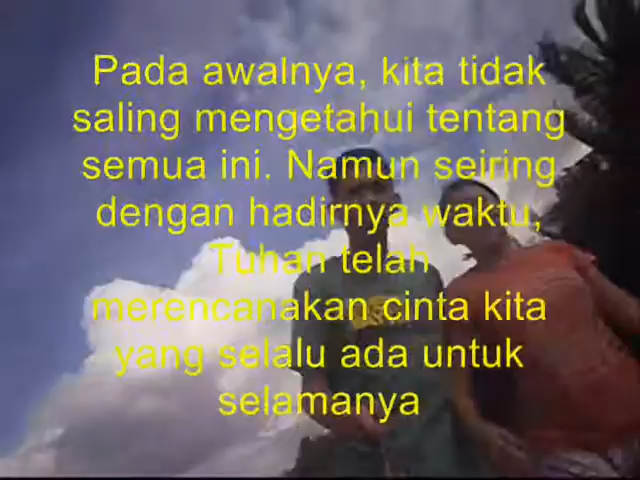 Pada awalnya, kita tidak
saling mengetahui tentang
semua ini. Namun seiring
dengan hadirnya waktu,
Tuhan telah
merencanakan cinta kita
yang selalu ada untuk
selamanya